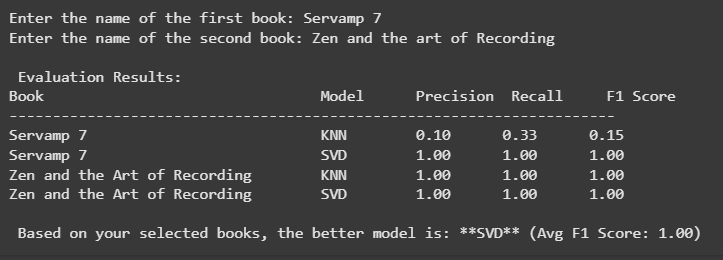 Enter the name of the first book: Servamp 7
Enter the name of the second book: Zen and the art of Recording
Evaluation Results:
Book Model Precision Recall F1 Score
--------------------------------------------------------------------------------
Servamp 7 KNN 0.10 0.33 0.15
Servamp 7 SVD 1.00 1.00 1.00
Zen and the Art of Recording KNN 1.00 1.00 1.00
Zen and the Art of Recording SVD 1.00 1.00 1.00
Based on your selected books, the better model is: **SVD** (Avg F1 Score: 1.00)